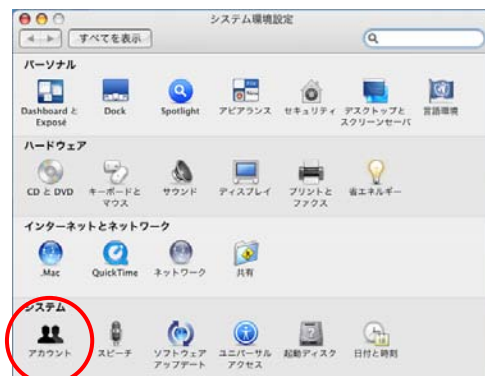 システム環境設定
すべてを表示
パーソナル
Dashboard と Exposé
Dock
Spotlight
アピアランス
セキュリティ
デスクトップと スクリーンセーバ
言語環境
ハードウェア
CD と DVD
キーボードと マウス
サウンド
ディスプレイ
プリントと ファクス
省エネルギー
インターネットとネットワーク
.Mac
QuickTime
ネットワーク
共有
システム
アカウント
スピーチ
ソフトウェア アップデート
ユニバーサル アクセス
起動ディスク
日付と時刻